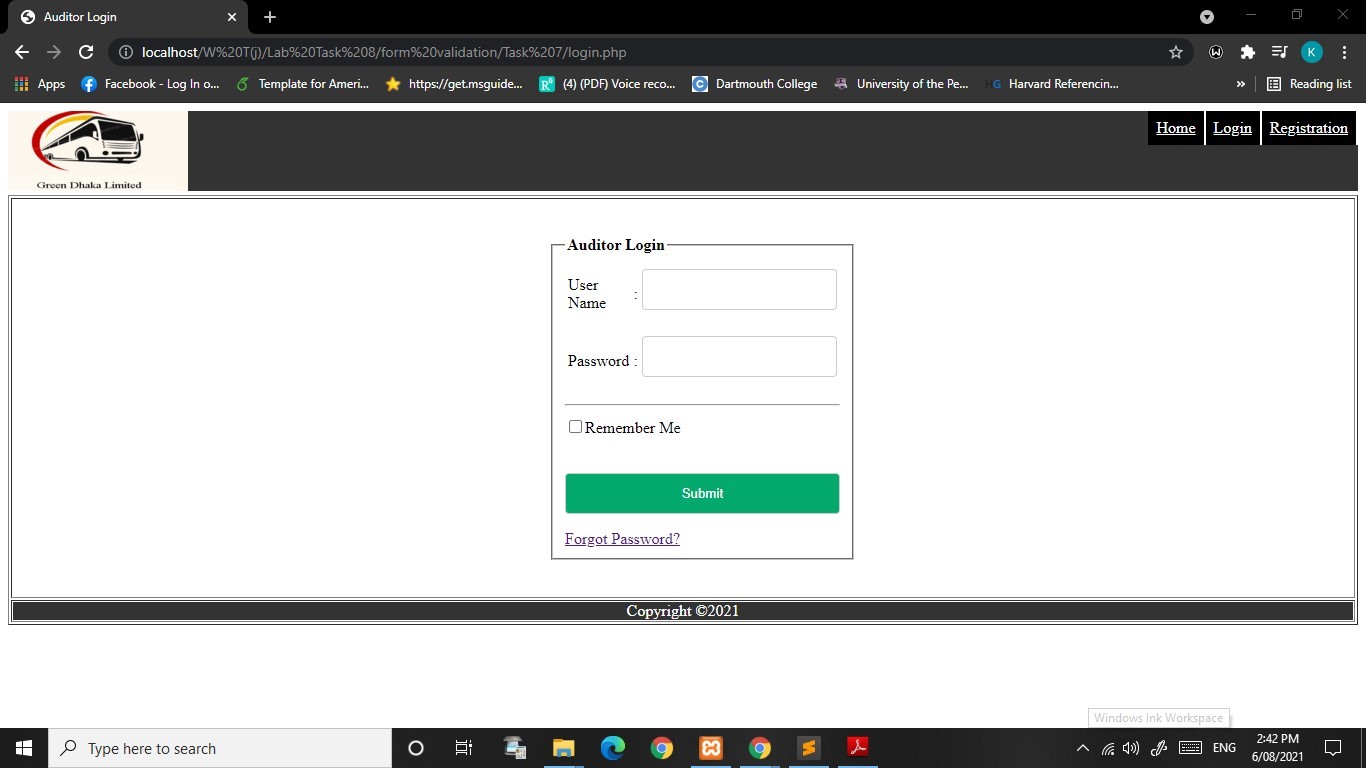 Auditor Login
localhost/W%20T(j)/Lab%20Task%208/form%20validation/Task%207/login.php
K
Apps
Facebook - Log In o...
Template for Ameri...
https://get.msguide...
R⁶ (4) (PDF) Voice reco...
C Dartmouth College
University of the Pe...
HG Harvard Referencin...
»
Reading list
Green Dhaka Limited
Home Login Registration
Auditor Login
User
Name :
Password :
Remember Me
Submit
Forgot Password?
Copyright ©2021
Windows Ink Workspace
Type here to search
ENG
2:42 PM
6/08/2021